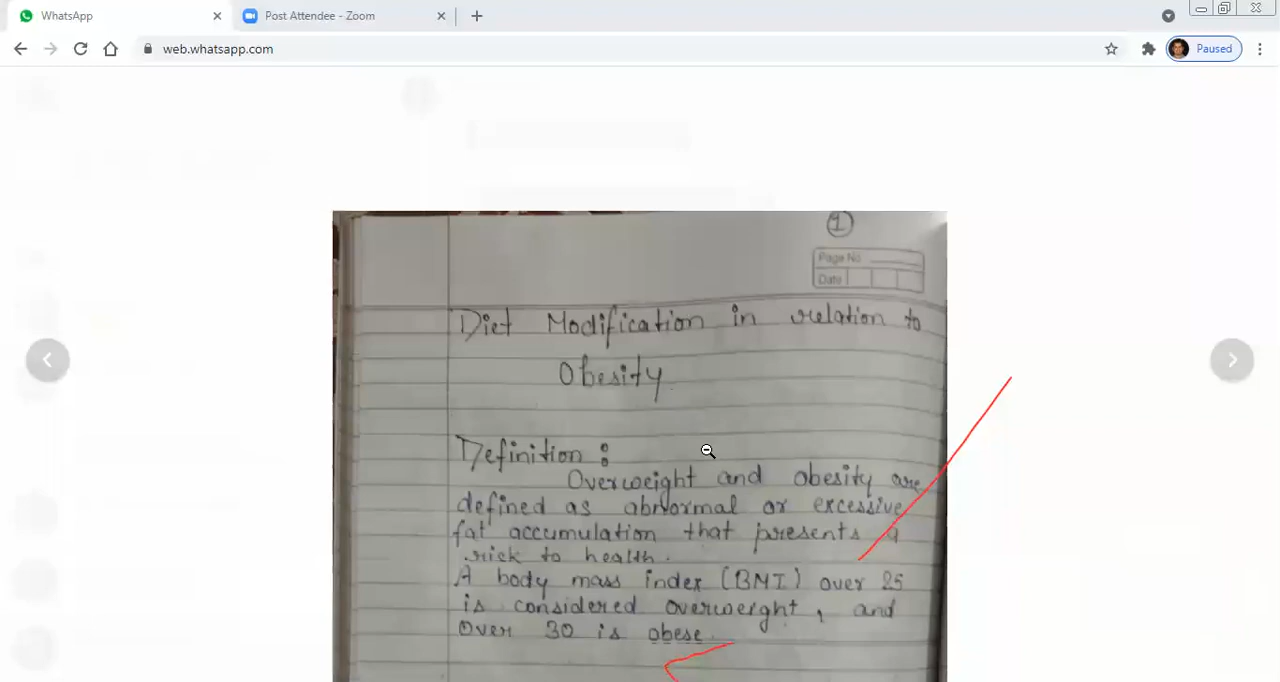 WhatsApp
Post Attendee - Zoom
web.whatsapp.com
Paused
1
Page No
Date
Diet Modification in relation to
Obesity
Definition :
Overweight and obesity are
defined as abnormal or excessive
fat accumulation that presents a
rick to health.
A body mass index (BMI) over 25
is considered overweight, and
over 30 is obese.